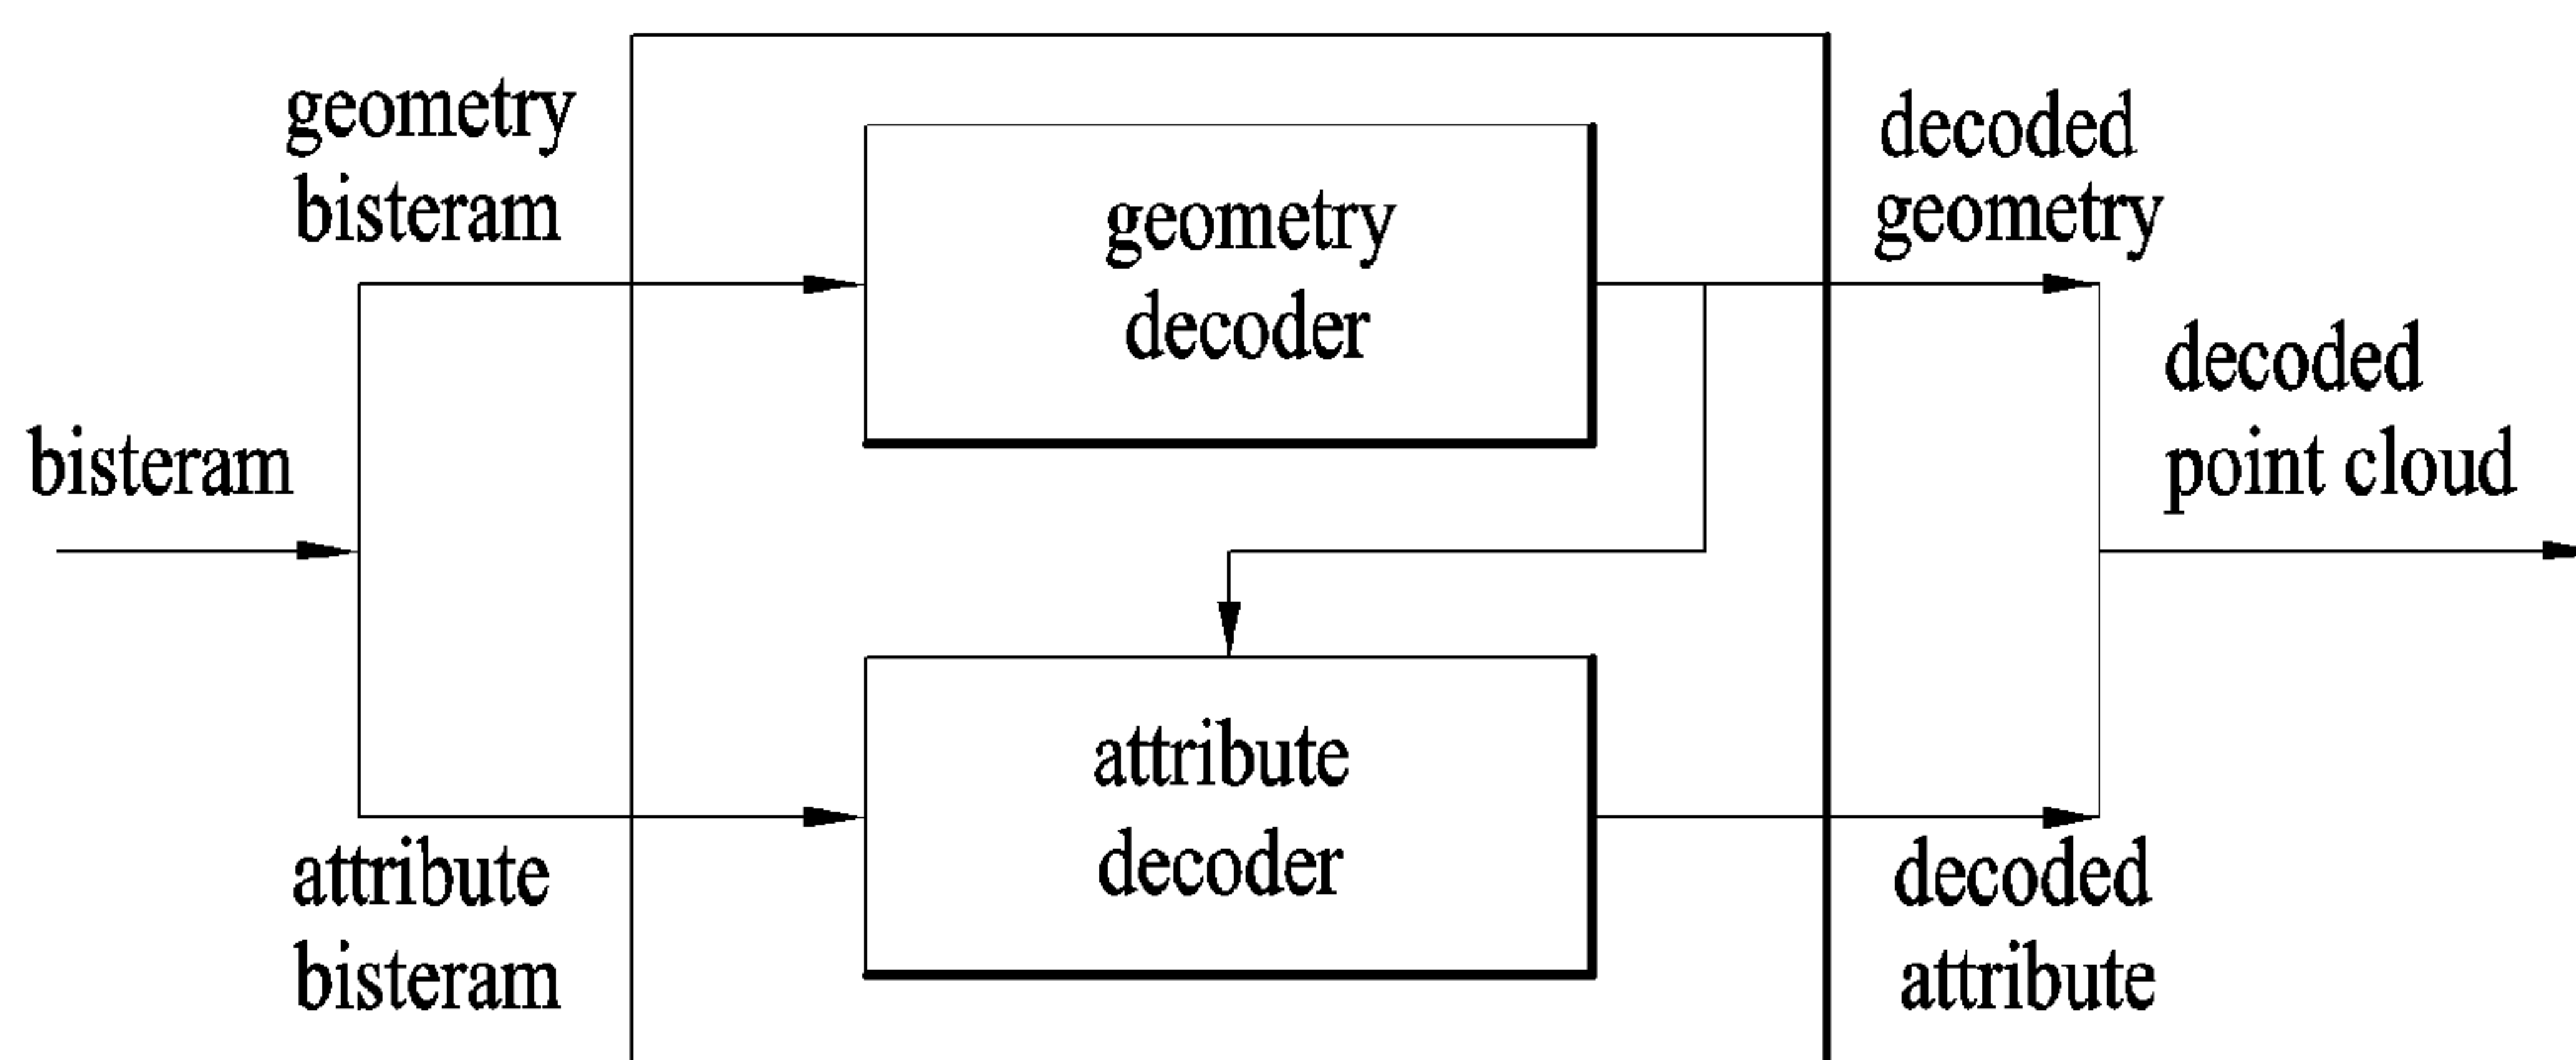 geometry
bisteram
geometry
decoder
decoded
geometry
bisteram
decoded
point cloud
attribute
decoder
attribute
bisteram
decoded
attribute